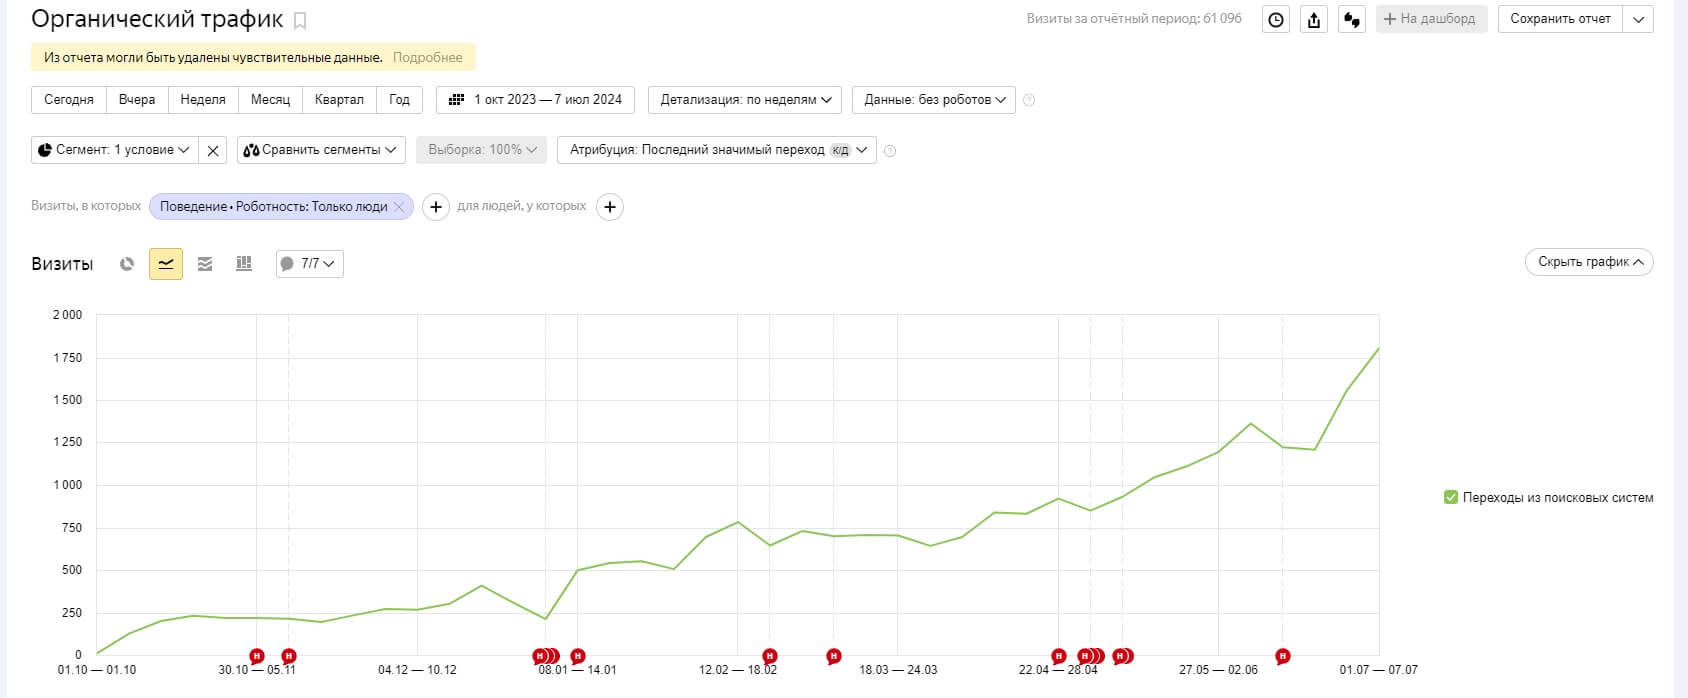 Органический трафик
Визиты за отчётный период: 61 096
+ На дашборд
Сохранить отчет
Из отчета могли быть удалены чувствительные данные. Подробнее
Сегодня Вчера Неделя Месяц Квартал Год
1 окт 2023 — 7 июл 2024
Детализация: по неделям
Данные: без роботов
?
Сегмент: 1 условие
Сравнить сегменты
Выборка: 100%
Атрибуция: Последний значимый переход к/д
?
Визиты, в которых
Поведение • Роботность: Только люди
+
для людей, у которых
+
Визиты
7/7
Скрыть график
2 000
1 750
1 500
1 250
1 000
750
500
250
0
Переходы из поисковых систем
Н Н Н Н Н Н Н Н Н Н
01.10 — 01.10 30.10 — 05.11 04.12 — 10.12 08.01 — 14.01 12.02 — 18.02 18.03 — 24.03 22.04 — 28.04 27.05 — 02.06 01.07 — 07.07